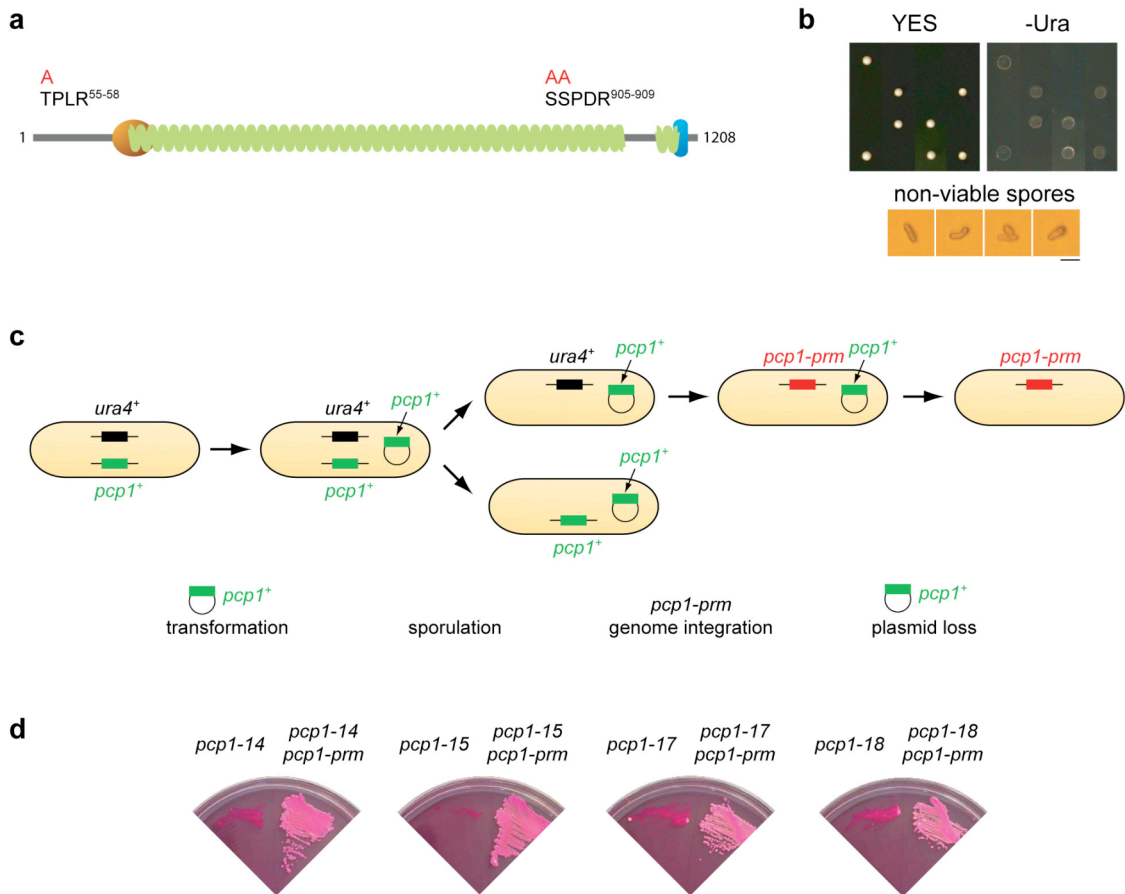 a
A
TPLR55-58
AA
SSPDR905-909
1
1208
b
YES
-Ura
non-viable spores
c
ura4+
pcp1+
ura4+
pcp1+
pcp1+
ura4+
pcp1+
pcp1+
pcp1+
pcp1-prm
pcp1+
pcp1-prm
pcp1+
transformation
sporulation
pcp1-prm
genome integration
pcp1+
plasmid loss
d
pcp1-14
pcp1-14
pcp1-prm
pcp1-15
pcp1-15
pcp1-prm
pcp1-17
pcp1-17
pcp1-prm
pcp1-18
pcp1-18
pcp1-prm